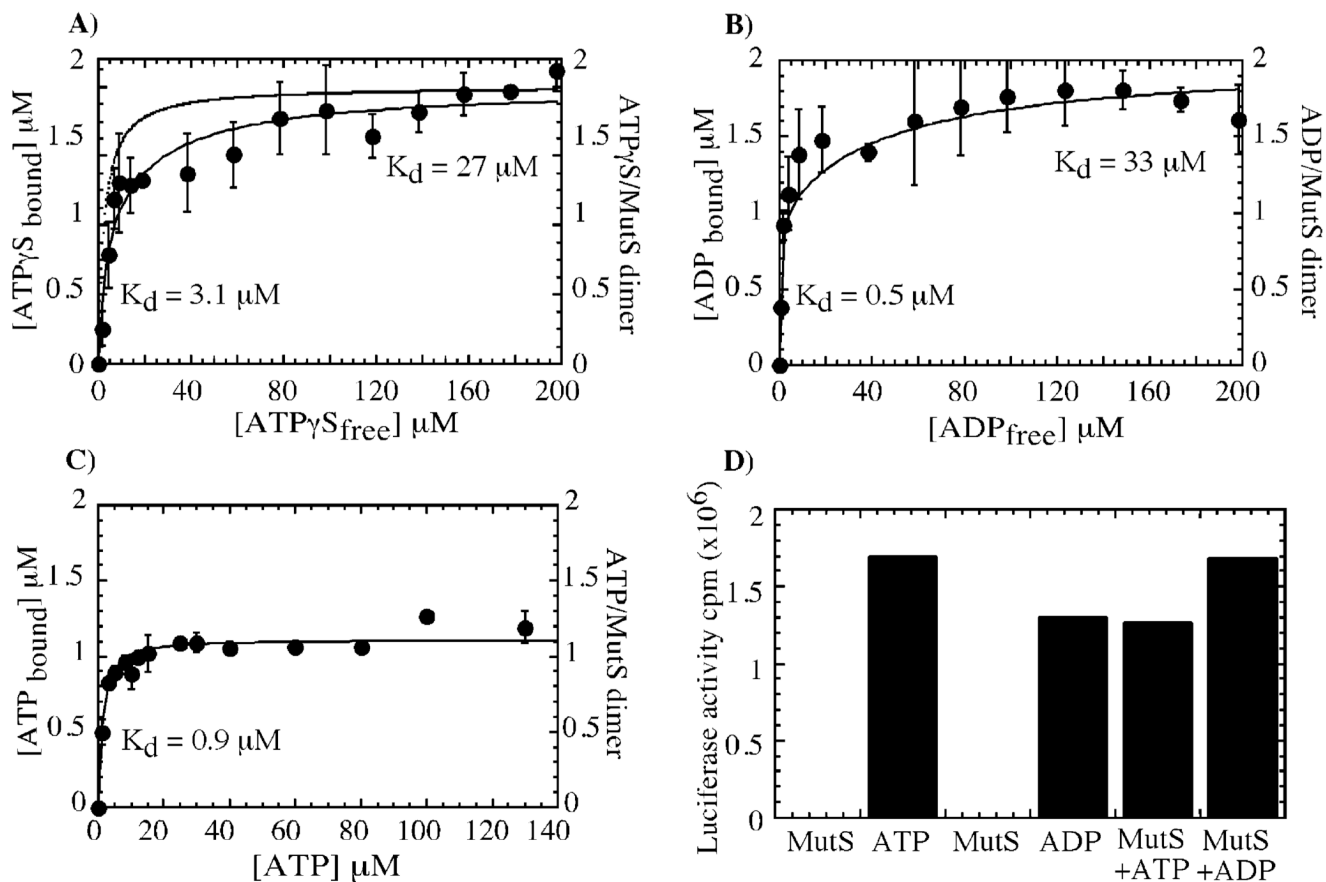 A)
[ATPγS bound] μM
2
1.5
1
0.5
0
Kd = 27 μM
Kd = 3.1 μM
2
1.5
1
0.5
0
ATPγS/MutS dimer
0 40 80 120 160 200
[ATPγSfree] μM
B)
[ADP bound] μM
2
1.5
1
0.5
0
Kd = 33 μM
Kd = 0.5 μM
2
1.5
1
0.5
0
ADP/MutS dimer
0 40 80 120 160 200
[ADPfree] μM
C)
[ATP bound] μM
2
1.5
1
0.5
0
Kd = 0.9 μM
2
1.5
1
0.5
0
ATP/MutS dimer
0 20 40 60 80 100 120 140
[ATP] μM
D)
Luciferase activity cpm (x10⁶)
2
1.5
1
0.5
0
MutS ATP MutS ADP MutS MutS
+ATP +ADP